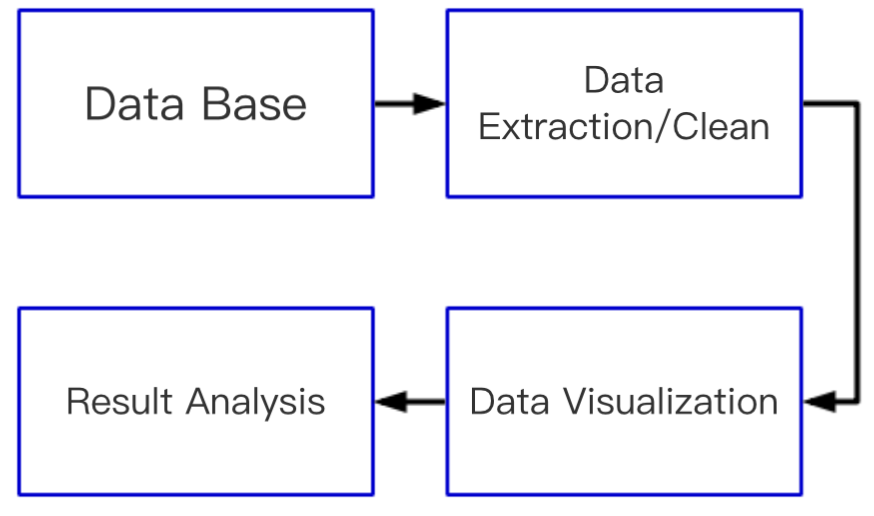 Data Base
Data
Extraction/Clean
Data Visualization
Result Analysis